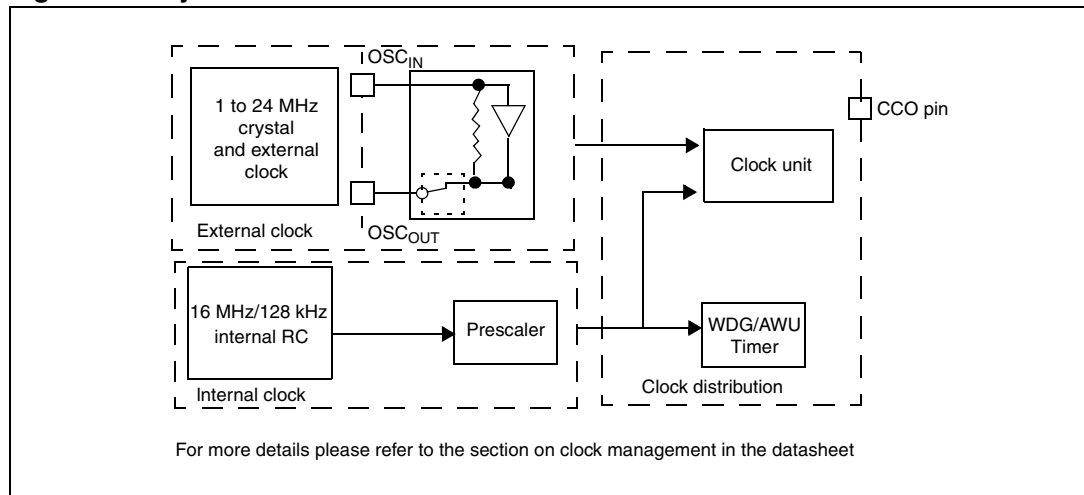 OSCIN
1 to 24 MHz
crystal
and external
clock
External clock
OSCOUT
CCO pin
Clock unit
16 MHz/128 kHz
internal RC
Prescaler
WDG/AWU
Timer
Internal clock
Clock distribution
For more details please refer to the section on clock management in the datasheet